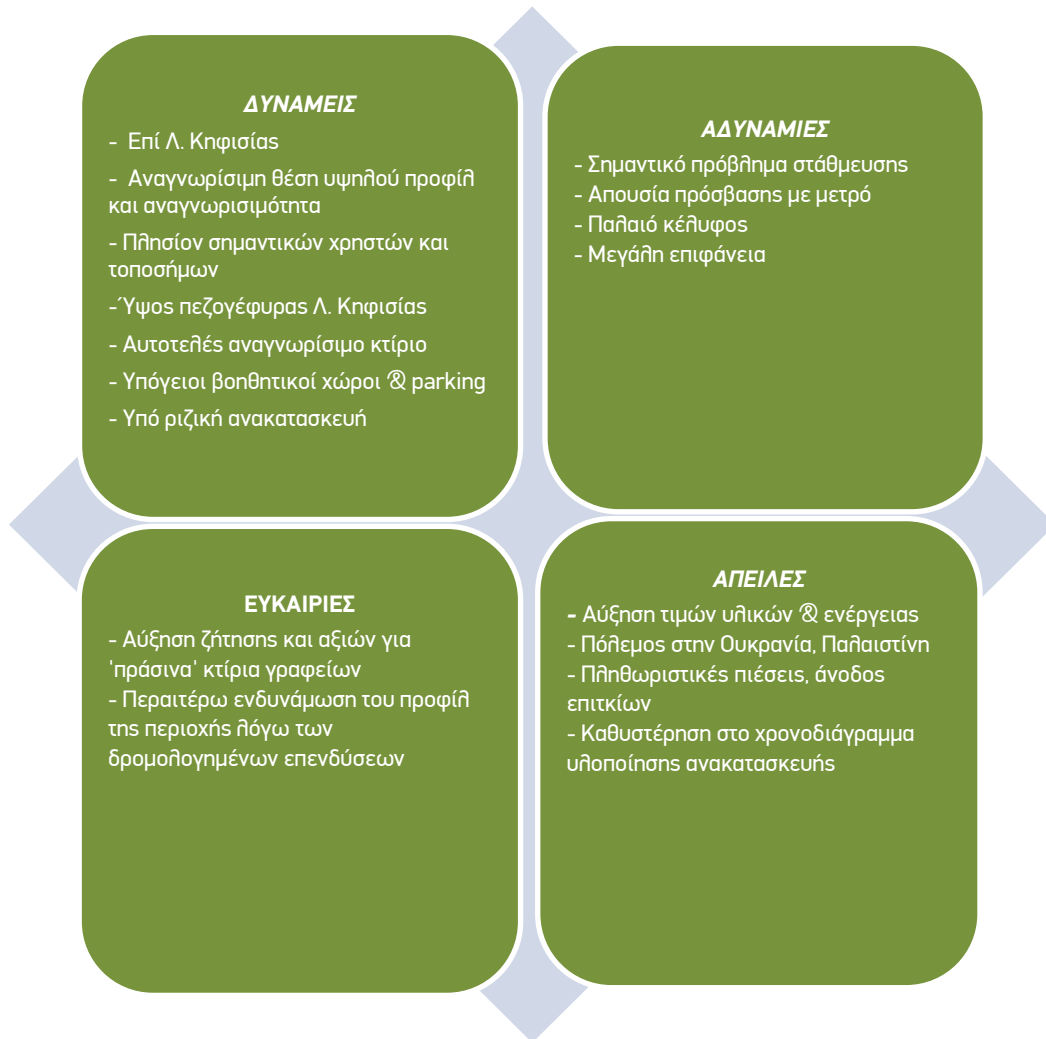 ΔΥΝΑΜΕΙΣ
- Επί Λ. Κηφισίας
- Αναγνωρίσιμη θέση υψηλού προφίλ
και αναγνωρισιμότητα
- Πλησίον σημαντικών χρηστών και
τοποσήμων
-Ύψος πεζογέφυρας Λ. Κηφισίας
- Αυτοτελές αναγνωρίσιμο κτίριο
- Υπόγειοι βοηθητικοί χώροι & parking
- Υπό ριζική ανακατασκευή
ΑΔΥΝΑΜΙΕΣ
- Σημαντικό πρόβλημα στάθμευσης
- Απουσία πρόσβασης με μετρό
- Παλαιό κέλυφος
- Μεγάλη επιφάνεια
ΕΥΚΑΙΡΙΕΣ
- Αύξηση ζήτησης και αξιών για
'πράσινα' κτίρια γραφείων
- Περαιτέρω ενδυνάμωση του προφίλ
της περιοχής λόγω των
δρομολογημένων επενδύσεων
ΑΠΕΙΛΕΣ
- Αύξηση τιμών υλικών & ενέργειας
- Πόλεμος στην Ουκρανία, Παλαιστίνη
- Πληθωριστικές πιέσεις, άνοδος
επιτκίων
- Καθυστέρηση στο χρονοδιάγραμμα
υλοποίησης ανακατασκευής